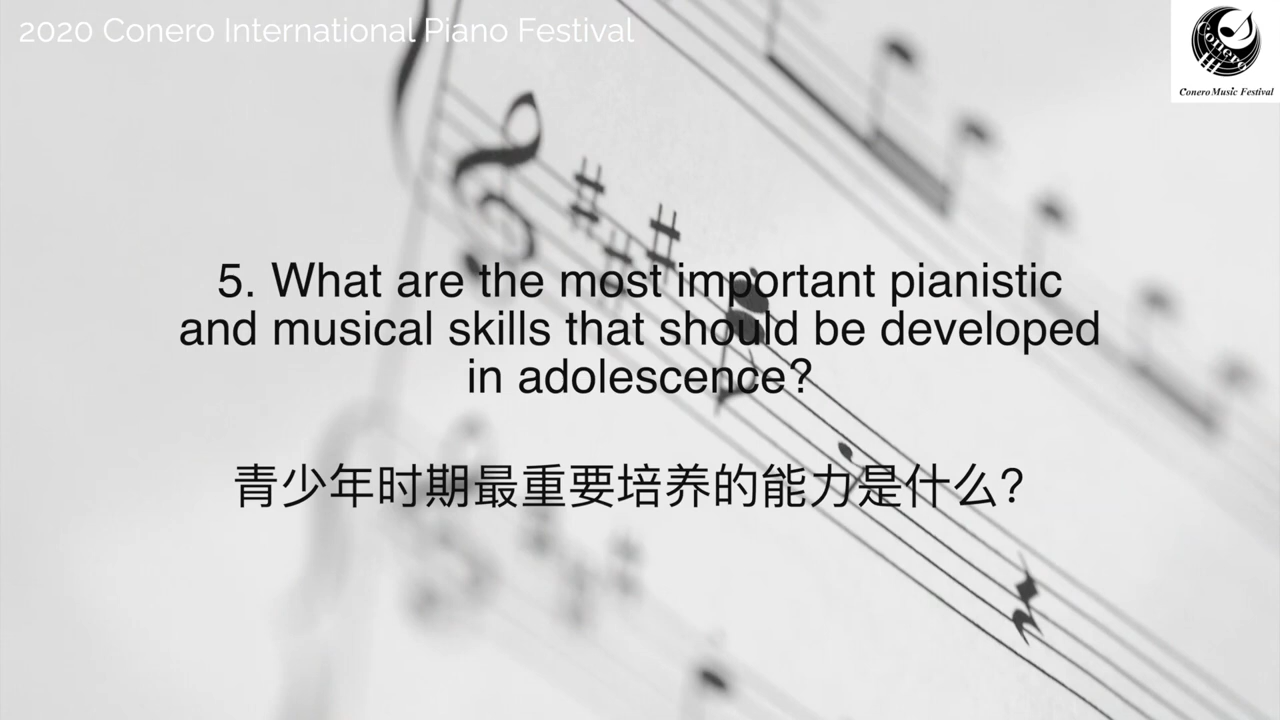 2020 Conero International Piano Festival
Conero
Conero Music Festival
5. What are the most important pianistic
and musical skills that should be developed
in adolescence?
青少年时期最重要培养的能力是什么?